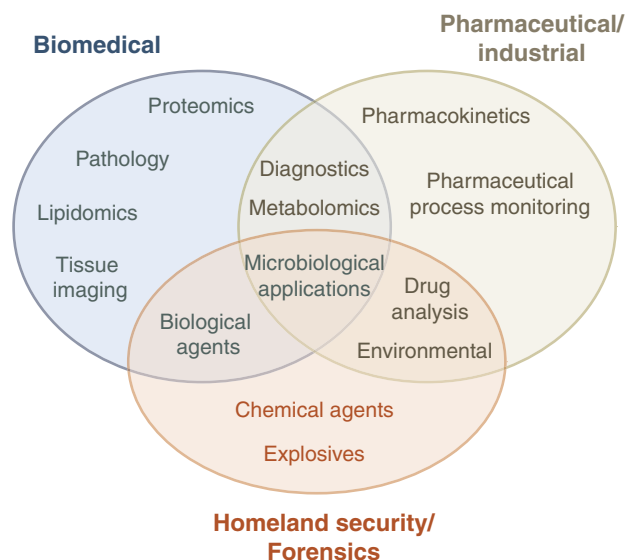 Pharmaceutical/
industrial
Biomedical
Proteomics
Pharmacokinetics
Pathology
Diagnostics
Pharmaceutical
process monitoring
Lipidomics
Metabolomics
Tissue
imaging
Microbiological
applications
Drug
analysis
Biological
agents
Environmental
Chemical agents
Explosives
Homeland security/
Forensics